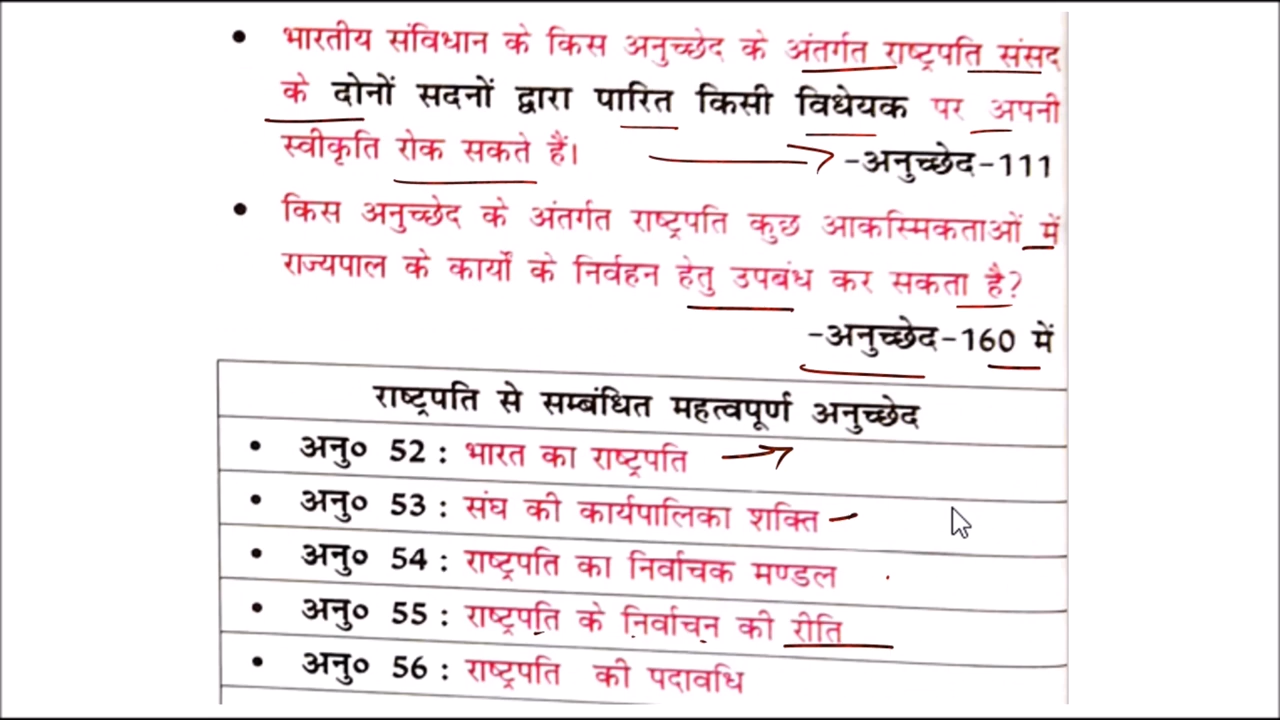 • भारतीय संविधान के किस अनुच्छेद के अंतर्गत राष्ट्रपति संसद
के दोनों सदनों द्वारा पारित किसी विधेयक पर अपनी
स्वीकृति रोक सकते हैं। -अनुच्छेद-111
• किस अनुच्छेद के अंतर्गत राष्ट्रपति कुछ आकस्मिकताओं में
राज्यपाल के कार्यों के निर्वहन हेतु उपबंध कर सकता है?
-अनुच्छेद-160 में
राष्ट्रपति से सम्बंधित महत्वपूर्ण अनुच्छेद
• अनु० 52 : भारत का राष्ट्रपति
• अनु० 53 : संघ की कार्यपालिका शक्ति
• अनु० 54 : राष्ट्रपति का निर्वाचक मण्डल
• अनु० 55 : राष्ट्रपति के निर्वाचन की रीति
• अनु० 56 : राष्ट्रपति की पदावधि